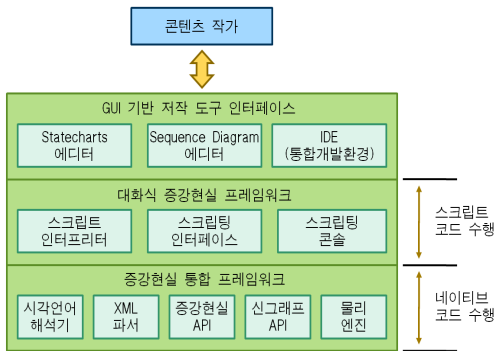 콘텐츠 작가
GUI 기반 저작 도구 인터페이스
Statecharts
에디터
Sequence Diagram
에디터
IDE
(통합개발환경)
대화식 증강현실 프레임워크
스크립트
인터프리터
스크립팅
인터페이스
스크립팅
콘솔
스크립트
코드 수행
증강현실 통합 프레임워크
시각언어
해석기
XML
파서
증강현실
API
신그래프
API
물리
엔진
네이티브
코드 수행